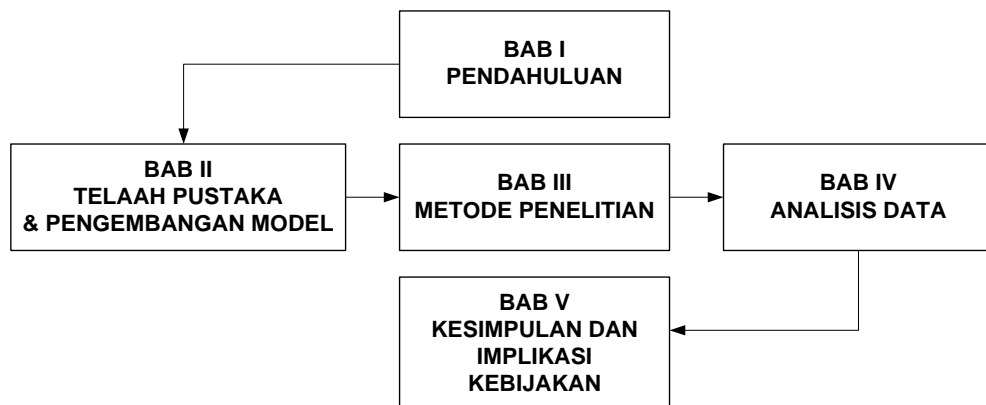 BAB I
PENDAHULUAN
BAB II
TELAAH PUSTAKA
& PENGEMBANGAN MODEL
BAB III
METODE PENELITIAN
BAB IV
ANALISIS DATA
BAB V
KESIMPULAN DAN
IMPLIKASI
KEBIJAKAN